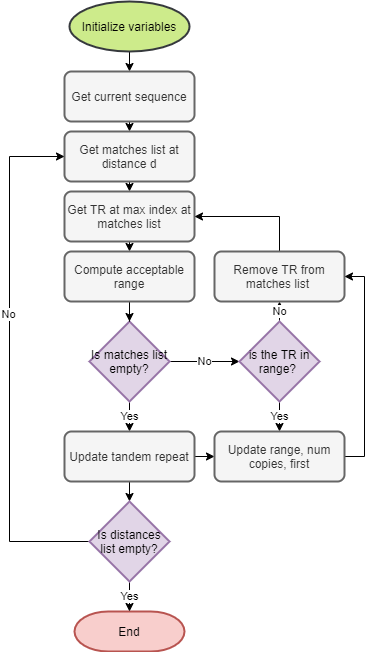 Initialize variables
Get current sequence
Get matches list at
distance d
Get TR at max index at
matches list
Compute acceptable
range
Remove TR from
matches list
No
No
Is matches list
empty?
No
Is the TR in
range?
Yes
Yes
Update tandem repeat
Update range, num
copies, first
Is distances
list empty?
Yes
End